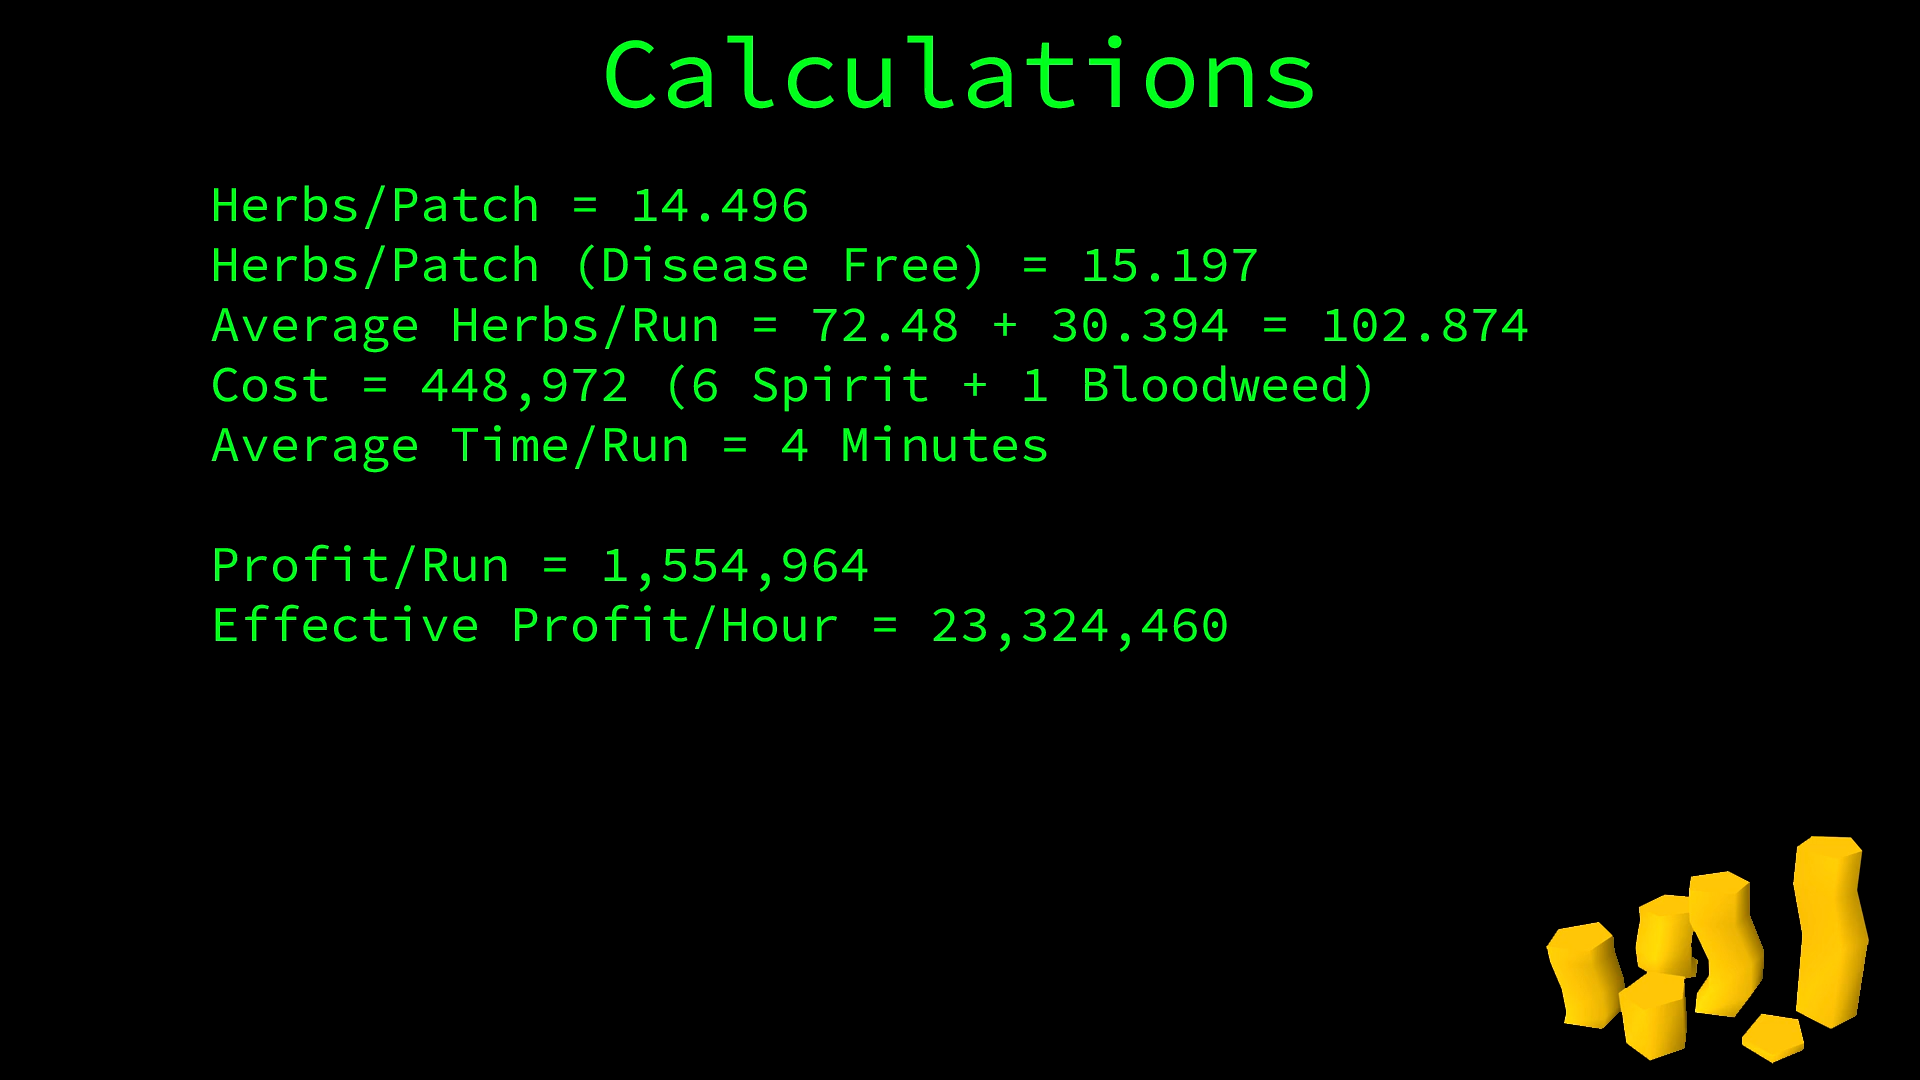 Calculations
Herbs/Patch = 14.496
Herbs/Patch (Disease Free) = 15.197
Average Herbs/Run = 72.48 + 30.394 = 102.874
Cost = 448,972 (6 Spirit + 1 Bloodweed)
Average Time/Run = 4 Minutes
Profit/Run = 1,554,964
Effective Profit/Hour = 23,324,460